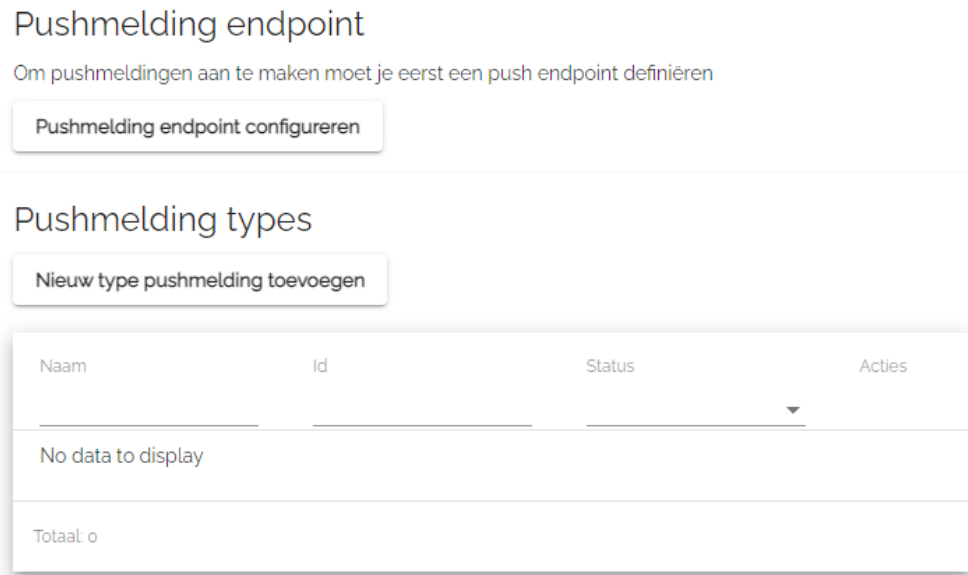 Pushmelding endpoint
Om pushmeldingen aan te maken moet je eerst een push endpoint definiëren
Pushmelding endpoint configureren
Pushmelding types
Nieuw type pushmelding toevoegen
Naam Id Status Acties
No data to display
Totaal: 0